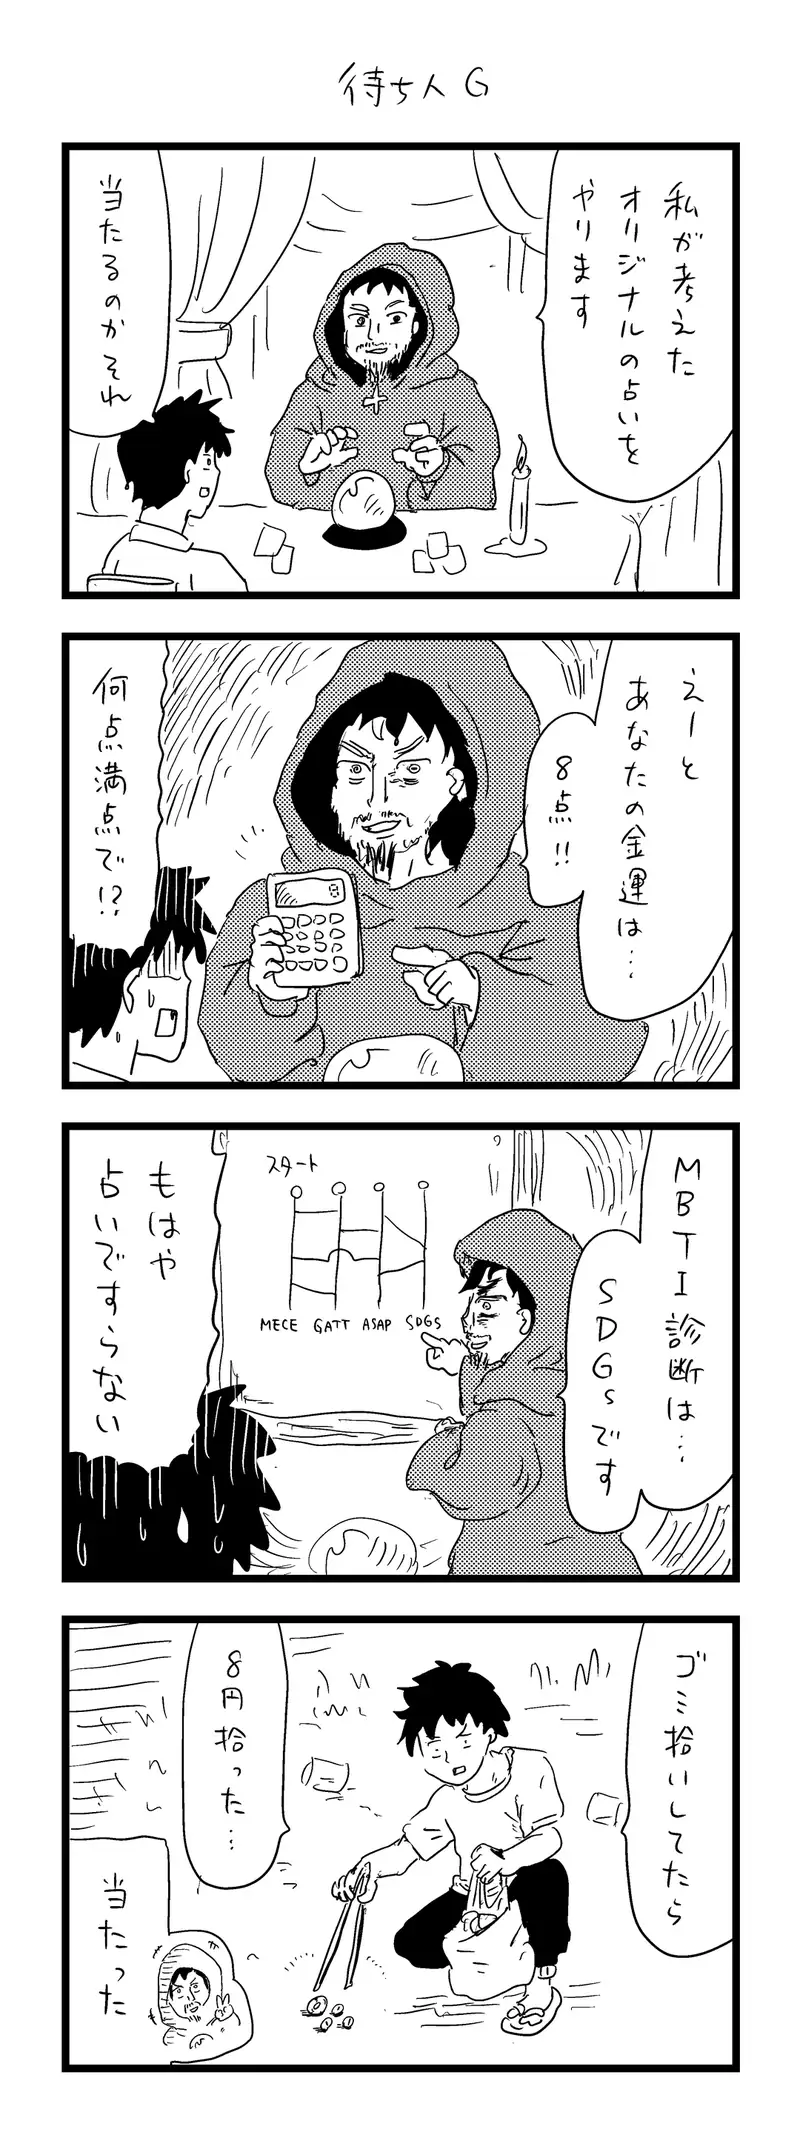 待ち人 G
私が考えた
オリジナルの占いを
やります
当たるのか それ
えーと
あなたの金運は…
8点!!
8
何点満点で!?
MBTI診断は…
SDGsです
スタート
MECE GATT ASAP SDGS
もはや
占いですらない
ゴミ拾いしてたら
8円拾った…
当たった